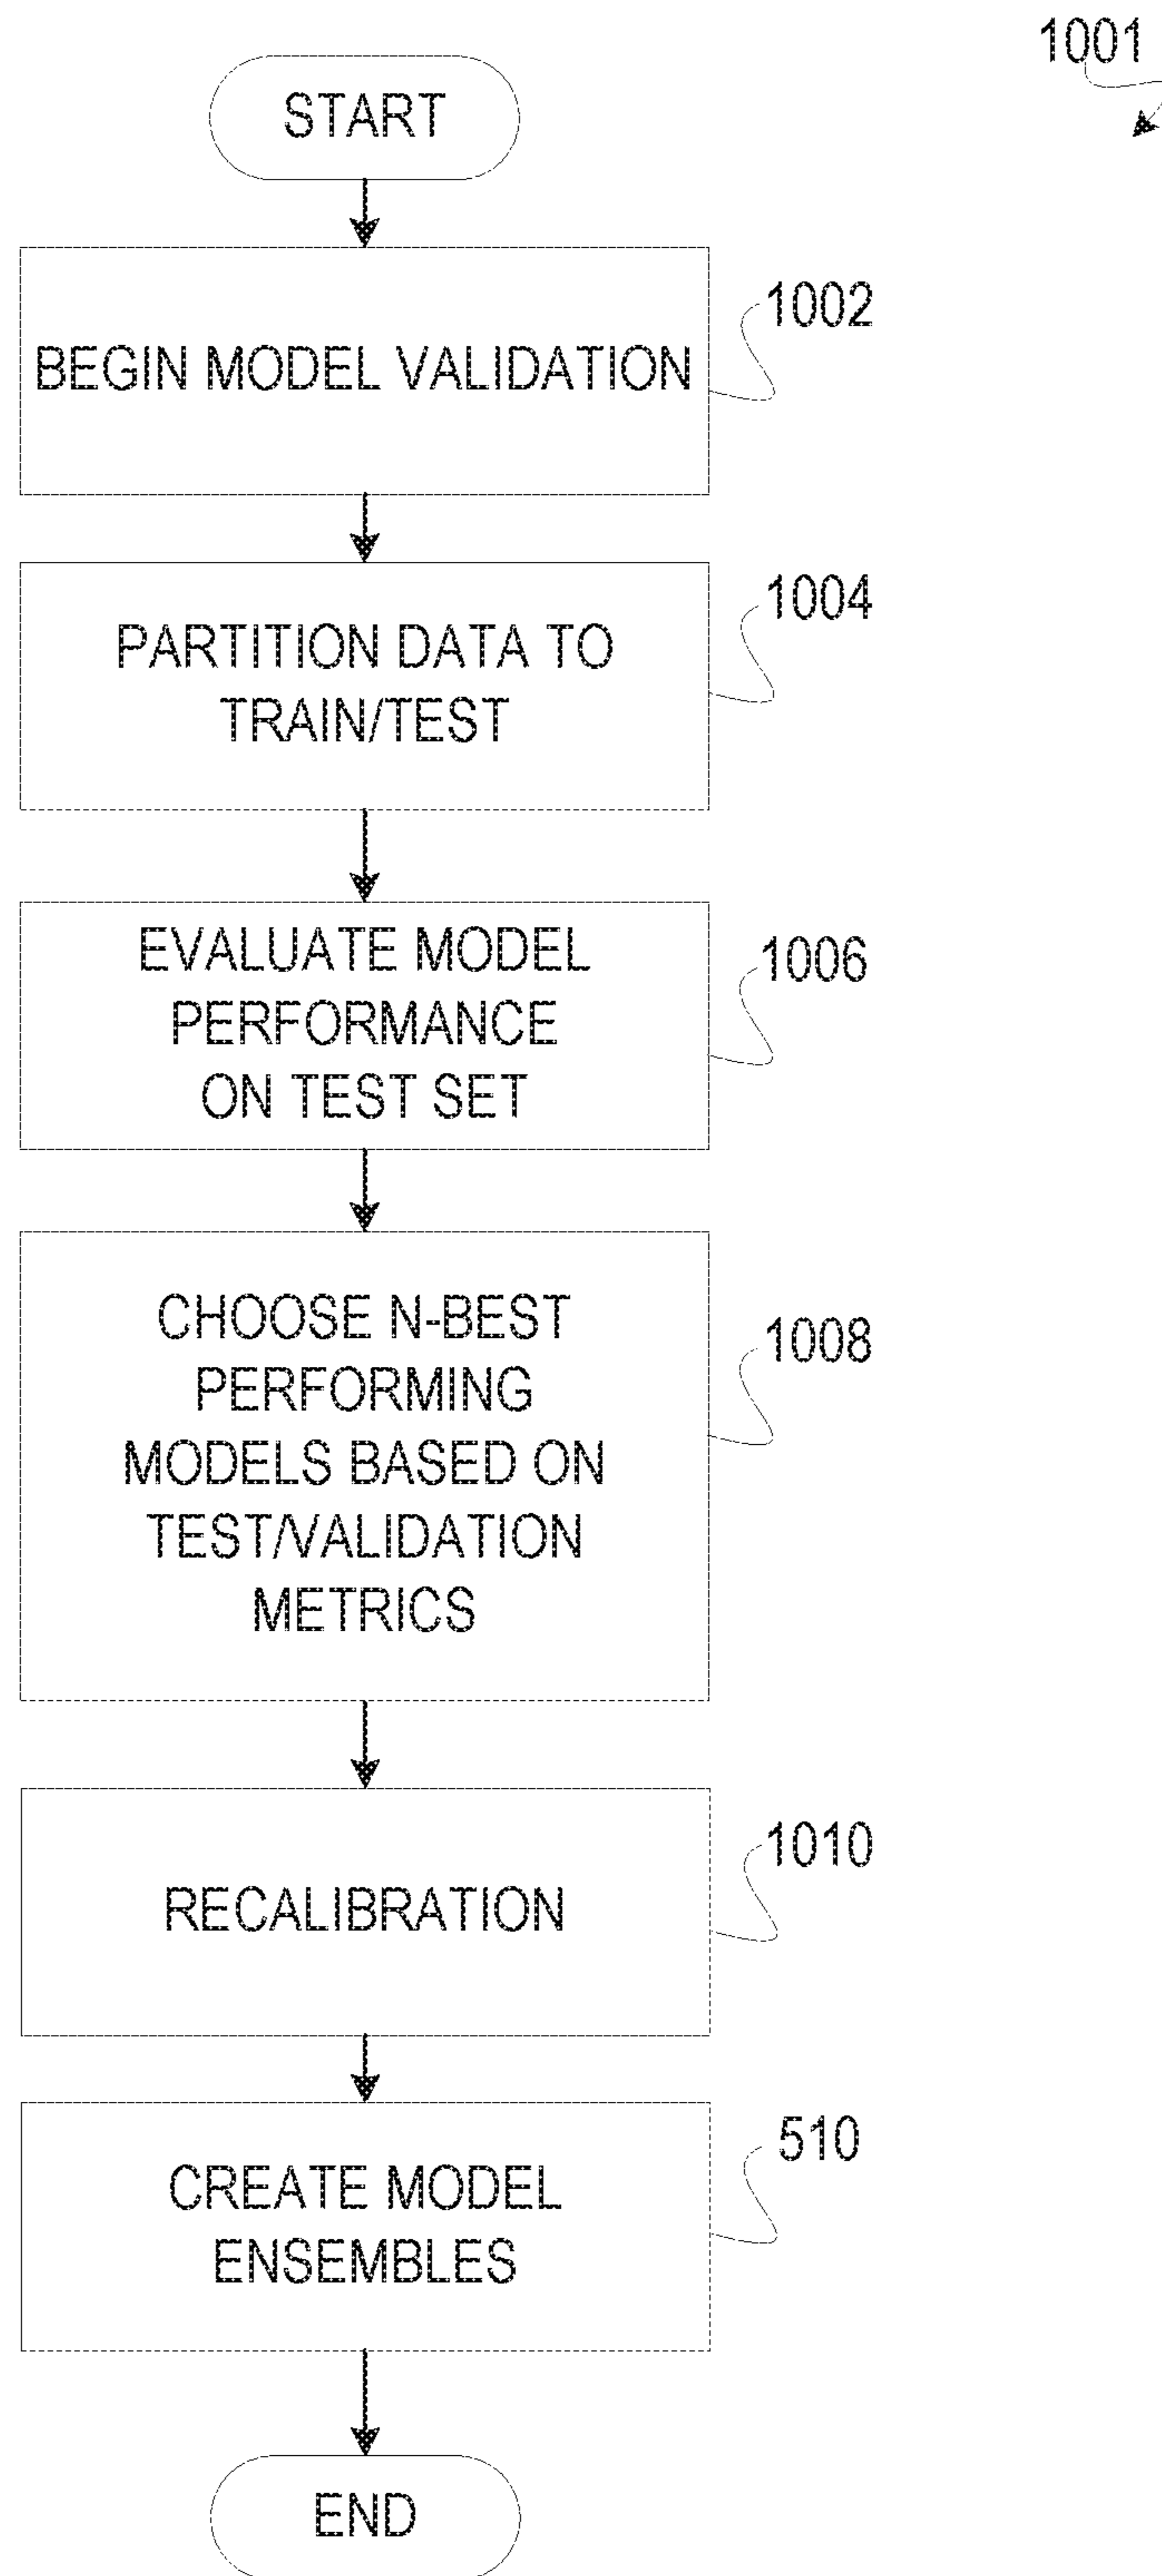 1001
START
BEGIN MODEL VALIDATION
1002
PARTITION DATA TO
TRAIN/TEST
1004
EVALUATE MODEL
PERFORMANCE
ON TEST SET
1006
CHOOSE N-BEST
PERFORMING
MODELS BASED ON
TEST/VALIDATION
METRICS
1008
RECALIBRATION
1010
CREATE MODEL
ENSEMBLES
510
END